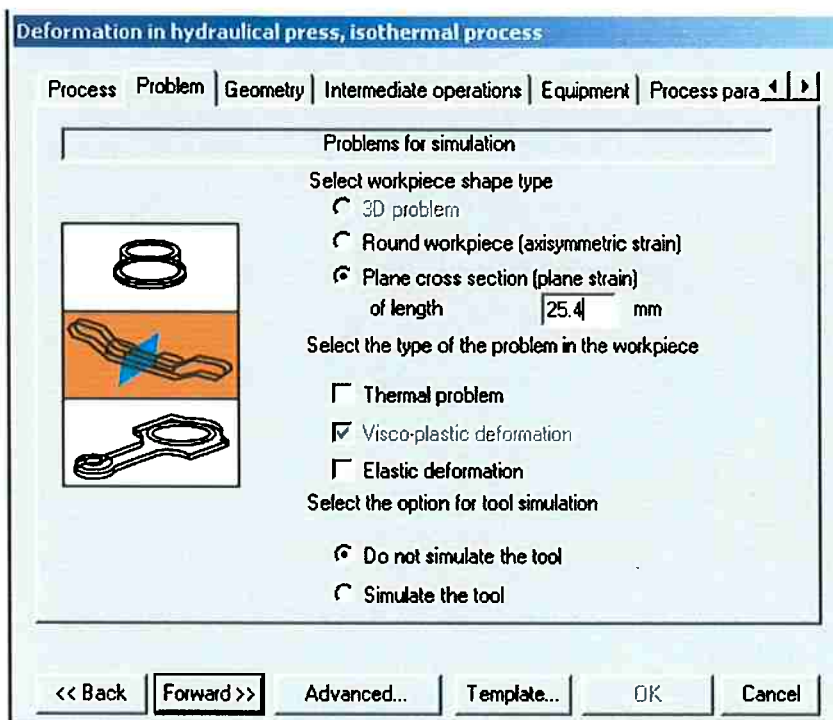 Deformation in hydraulical press, isothermal process
Process Problem Geometry Intermediate operations Equipment Process para
Problems for simulation
Select workpiece shape type
3D problem
Round workpiece (axisymmetric strain)
Plane cross section (plane strain)
of length 25.4 mm
Select the type of the problem in the workpiece
Thermal problem
Visco-plastic deformation
Elastic deformation
Select the option for tool simulation
Do not simulate the tool
Simulate the tool
<< Back Forward >> Advanced... Template... OK Cancel